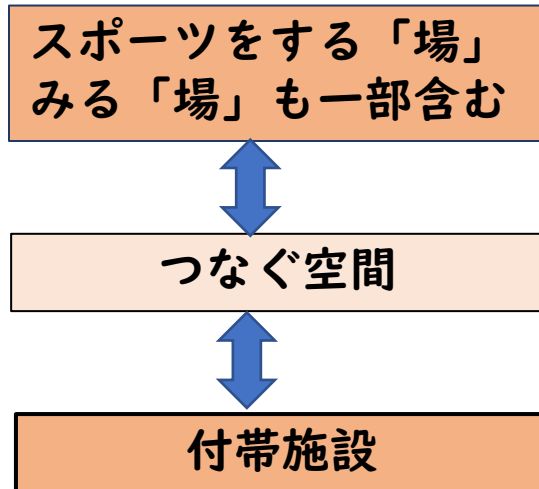 スポーツをする「場」
みる「場」も一部含む
つなぐ空間
付帯施設